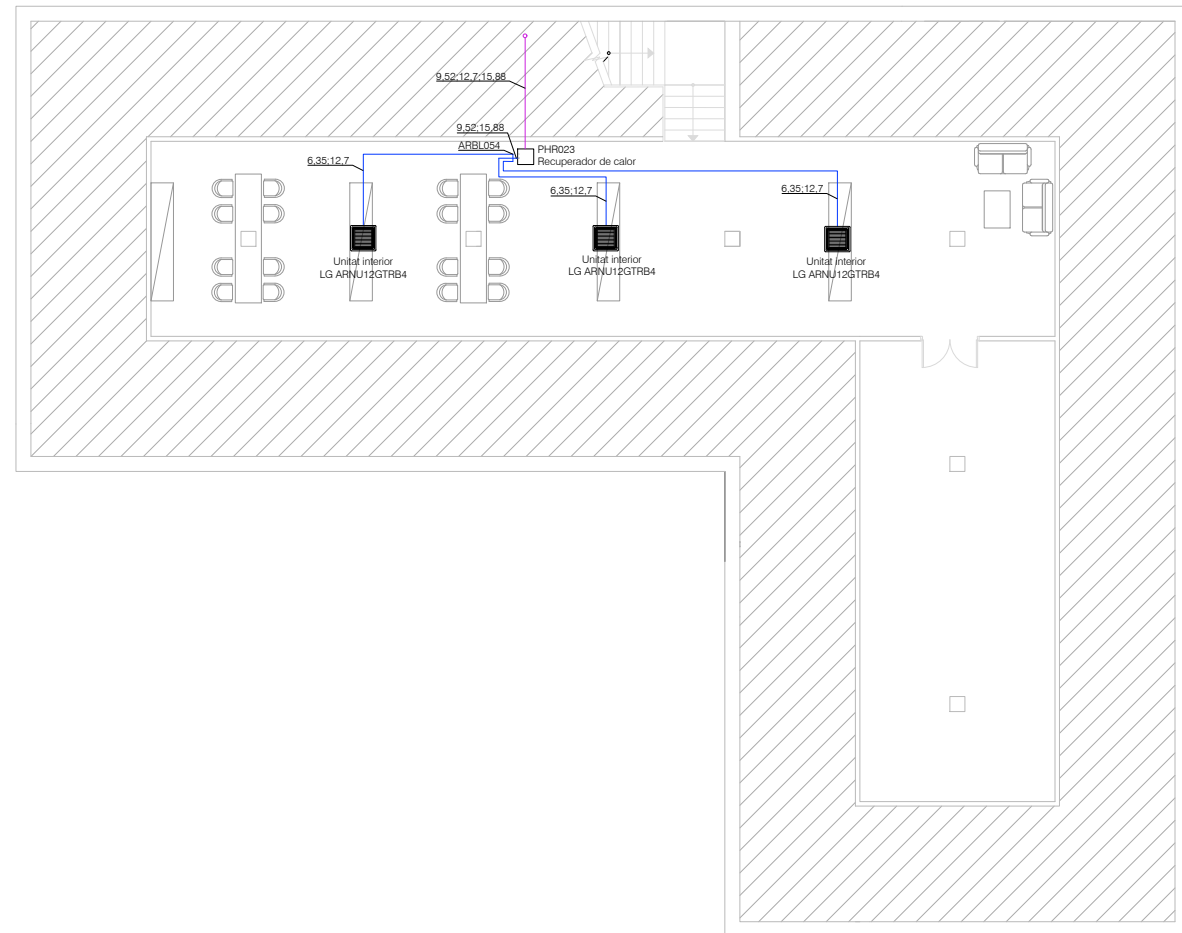 9,52;12,7;15,88
9,52;15,88
ARBL054
PHR023
Recuperador de calor
6,35;12,7
6,35;12,7
6,35;12,7
Unitat interior
LG ARNU12GTRB4
Unitat interior
LG ARNU12GTRB4
Unitat interior
LG ARNU12GTRB4